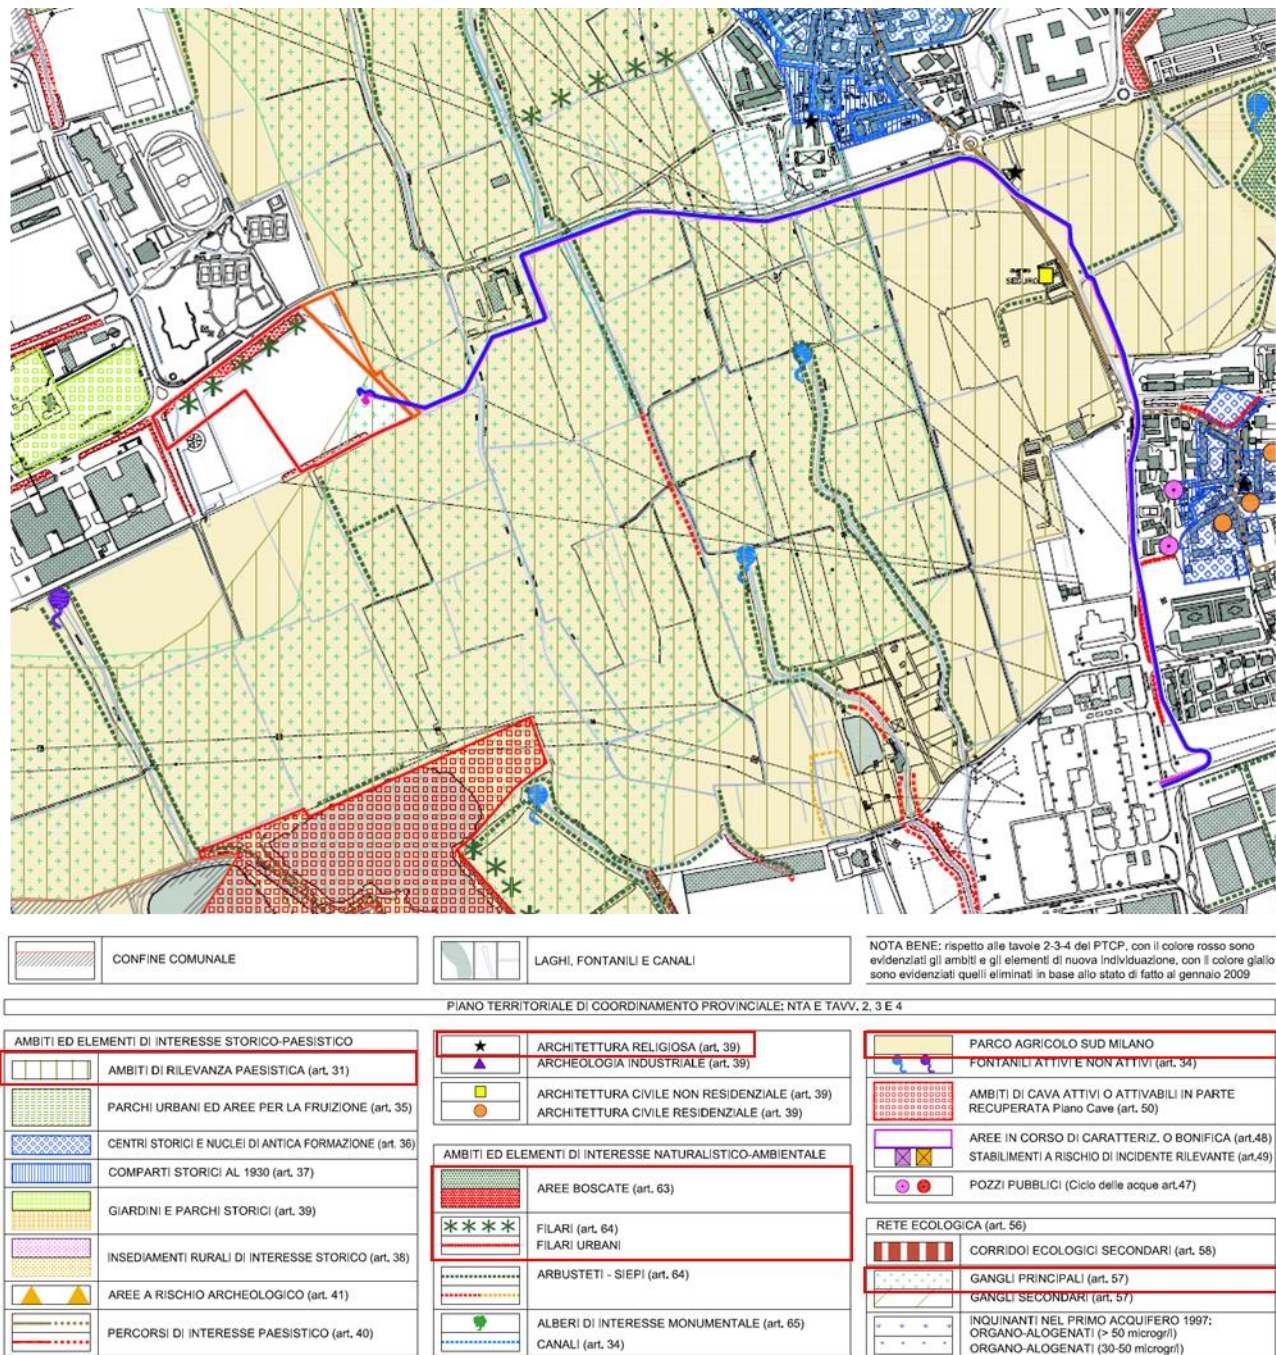 SEGURO
CONFINE COMUNALE
LAGHI, FONTANILI E CANALI
NOTA BENE: rispetto alle tavole 2-3-4 del PTCP, con il colore rosso sono
evidenziati gli ambiti e gli elementi di nuova individuazione, con il colore giallo
sono evidenziati quelli eliminati in base allo stato di fatto al gennaio 2009
PIANO TERRITORIALE DI COORDINAMENTO PROVINCIALE: NTA E TAVV. 2, 3 E 4
AMBITI ED ELEMENTI DI INTERESSE STORICO-PAESISTICO
AMBITI DI RILEVANZA PAESISTICA (art. 31)
PARCHI URBANI ED AREE PER LA FRUIZIONE (art. 35)
CENTRI STORICI E NUCLEI DI ANTICA FORMAZIONE (art. 36)
COMPARTI STORICI AL 1930 (art. 37)
GIARDINI E PARCHI STORICI (art. 39)
INSEDIAMENTI RURALI DI INTERESSE STORICO (art. 38)
AREE A RISCHIO ARCHEOLOGICO (art. 41)
PERCORSI DI INTERESSE PAESISTICO (art. 40)
ARCHITETTURA RELIGIOSA (art. 39)
ARCHEOLOGIA INDUSTRIALE (art. 39)
ARCHITETTURA CIVILE NON RESIDENZIALE (art. 39)
ARCHITETTURA CIVILE RESIDENZIALE (art. 39)
AMBITI ED ELEMENTI DI INTERESSE NATURALISTICO-AMBIENTALE
AREE BOSCATE (art. 63)
FILARI (art. 64)
FILARI URBANI
ARBUSTETI - SIEPI (art. 64)
ALBERI DI INTERESSE MONUMENTALE (art. 65)
CANALI (art. 34)
PARCO AGRICOLO SUD MILANO
FONTANILI ATTIVI E NON ATTIVI (art. 34)
AMBITI DI CAVA ATTIVI O ATTIVABILI IN PARTE
RECUPERATA Piano Cave (art. 50)
AREE IN CORSO DI CARATTERIZ. O BONIFICA (art.48)
STABILIMENTI A RISCHIO DI INCIDENTE RILEVANTE (art.49)
POZZI PUBBLICI (Ciclo delle acque art.47)
RETE ECOLOGICA (art. 56)
CORRIDOI ECOLOGICI SECONDARI (art. 58)
GANGLI PRINCIPALI (art. 57)
GANGLI SECONDARI (art. 57)
INQUINANTI NEL PRIMO ACQUIFERO 1997:
ORGANO-ALOGENATI (> 50 microgr/l)
ORGANO-ALOGENATI (30-50 microgr/l)